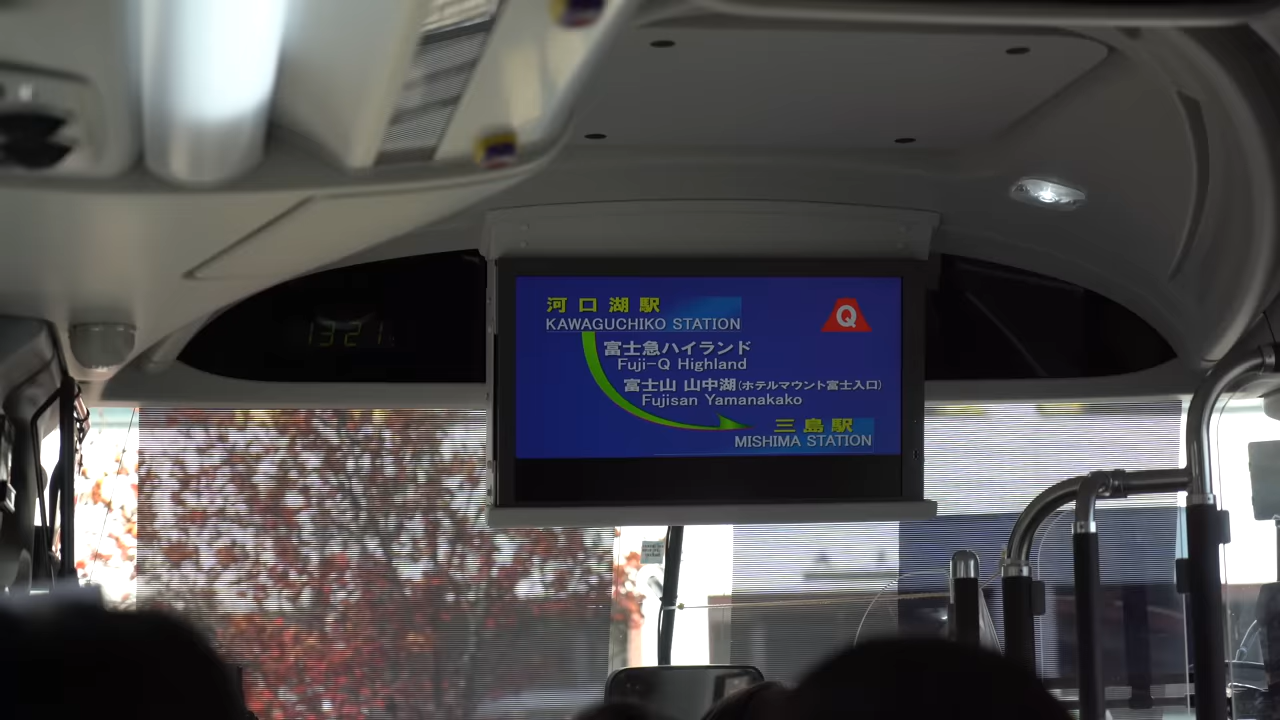 河口湖駅
KAWAGUCHIKO STATION
Q
富士急ハイランド
Fuji-Q Highland
富士山 山中湖(ホテルマウント富士入口)
Fujisan Yamanakako
三島駅
MISHIMA STATION
1321